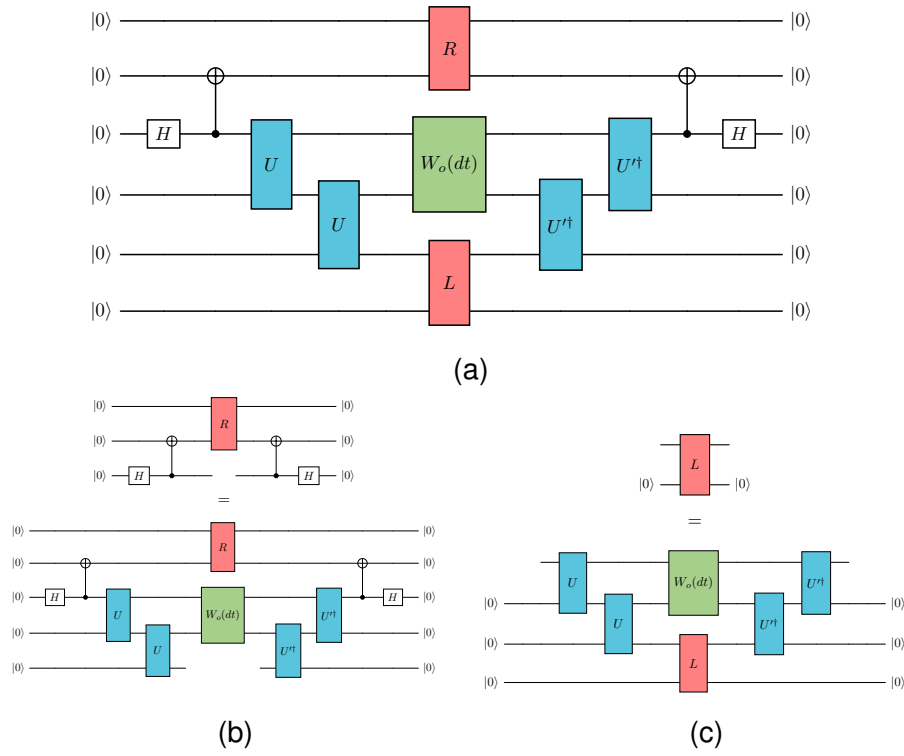 |0⟩ R |0⟩
|0⟩ |0⟩
|0⟩ H U W_o(dt) U'† H |0⟩
|0⟩ U U'† |0⟩
|0⟩ L |0⟩
|0⟩ |0⟩
(a)
|0⟩ R |0⟩
|0⟩ |0⟩
|0⟩ H H |0⟩
=
|0⟩ R |0⟩
|0⟩ |0⟩
|0⟩ H U W_o(dt) U'† H |0⟩
|0⟩ U U'† |0⟩
|0⟩ |0⟩
(b)
L
|0⟩ |0⟩
=
U W_o(dt) U'†
|0⟩ U U'† |0⟩
|0⟩ L |0⟩
|0⟩ |0⟩
(c)